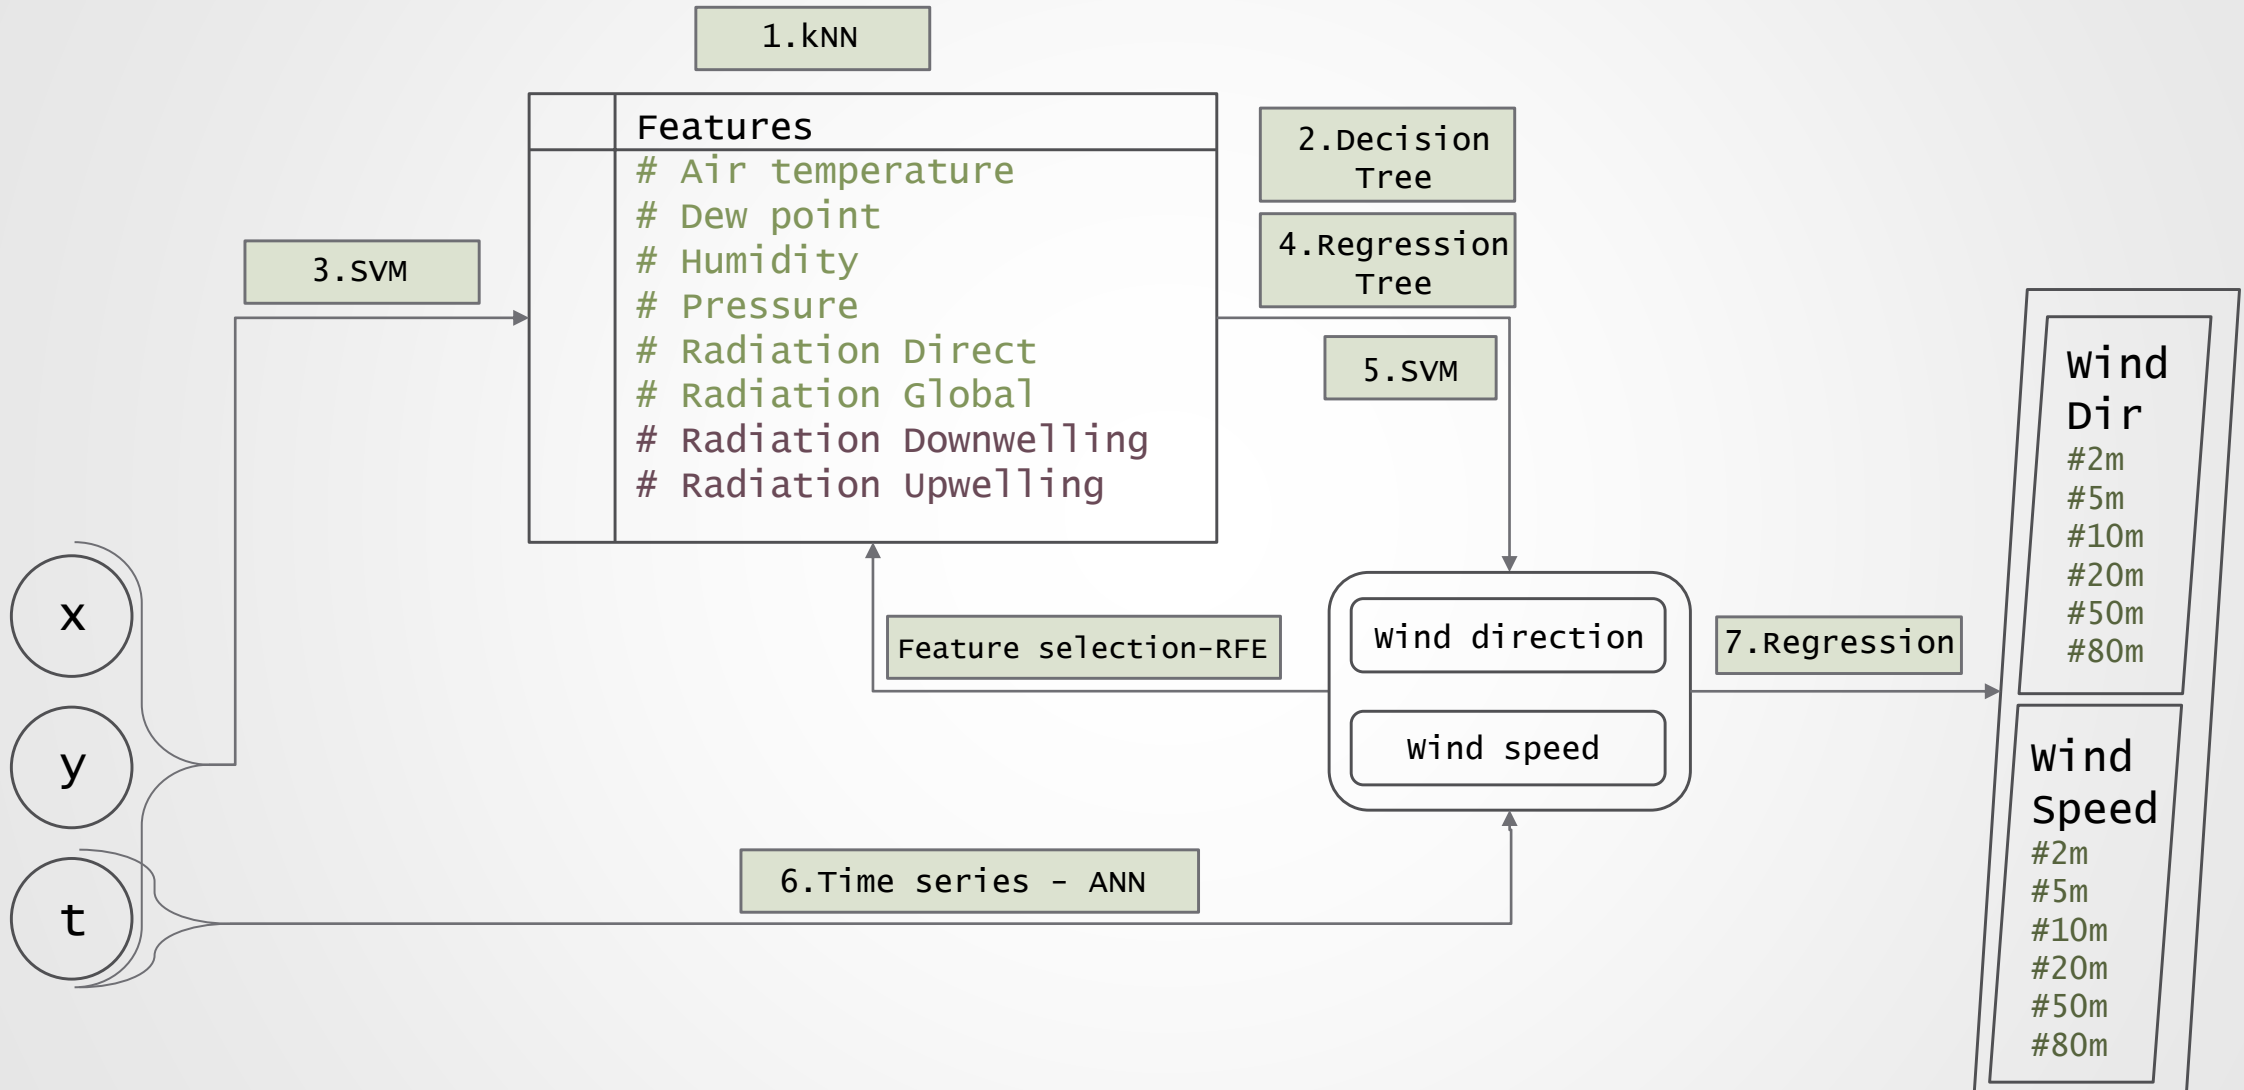 1.kNN
Features
# Air temperature
# Dew point
# Humidity
# Pressure
# Radiation Direct
# Radiation Global
# Radiation Downwelling
# Radiation Upwelling
2.Decision
Tree
4.Regression
Tree
3.SVM
5.SVM
x
y
t
Feature selection-RFE
Wind direction
Wind speed
7.Regression
6.Time series - ANN
Wind
Dir
#2m
#5m
#10m
#20m
#50m
#80m
Wind
Speed
#2m
#5m
#10m
#20m
#50m
#80m